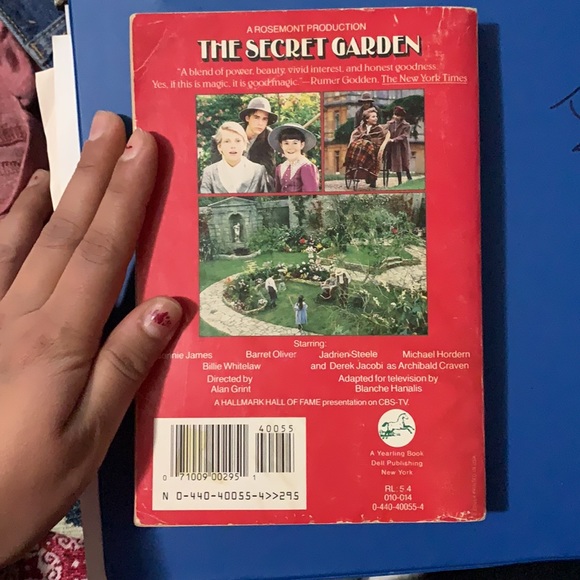 A ROSEMONT PRODUCTION
THE SECRET GARDEN
"A blend of power, beauty, vivid interest, and honest goodness.
Yes, if this is magic, it is good magic."—Rumer Godden, The New York Times
Starring:
James Barret Oliver Jadrien Steele Michael Hordern
Billie Whitelaw and Derek Jacobi as Archibald Craven
Directed by Adapted for television by
Alan Grint Blanche Hanalis
A HALLMARK HALL OF FAME presentation on CBS-TV.
40055
0 71009 00295 1
N 0-440-40055-4>>295
A Yearling Book
Dell Publishing
New York
RL: 5.4
010-014
0-440-40055-4